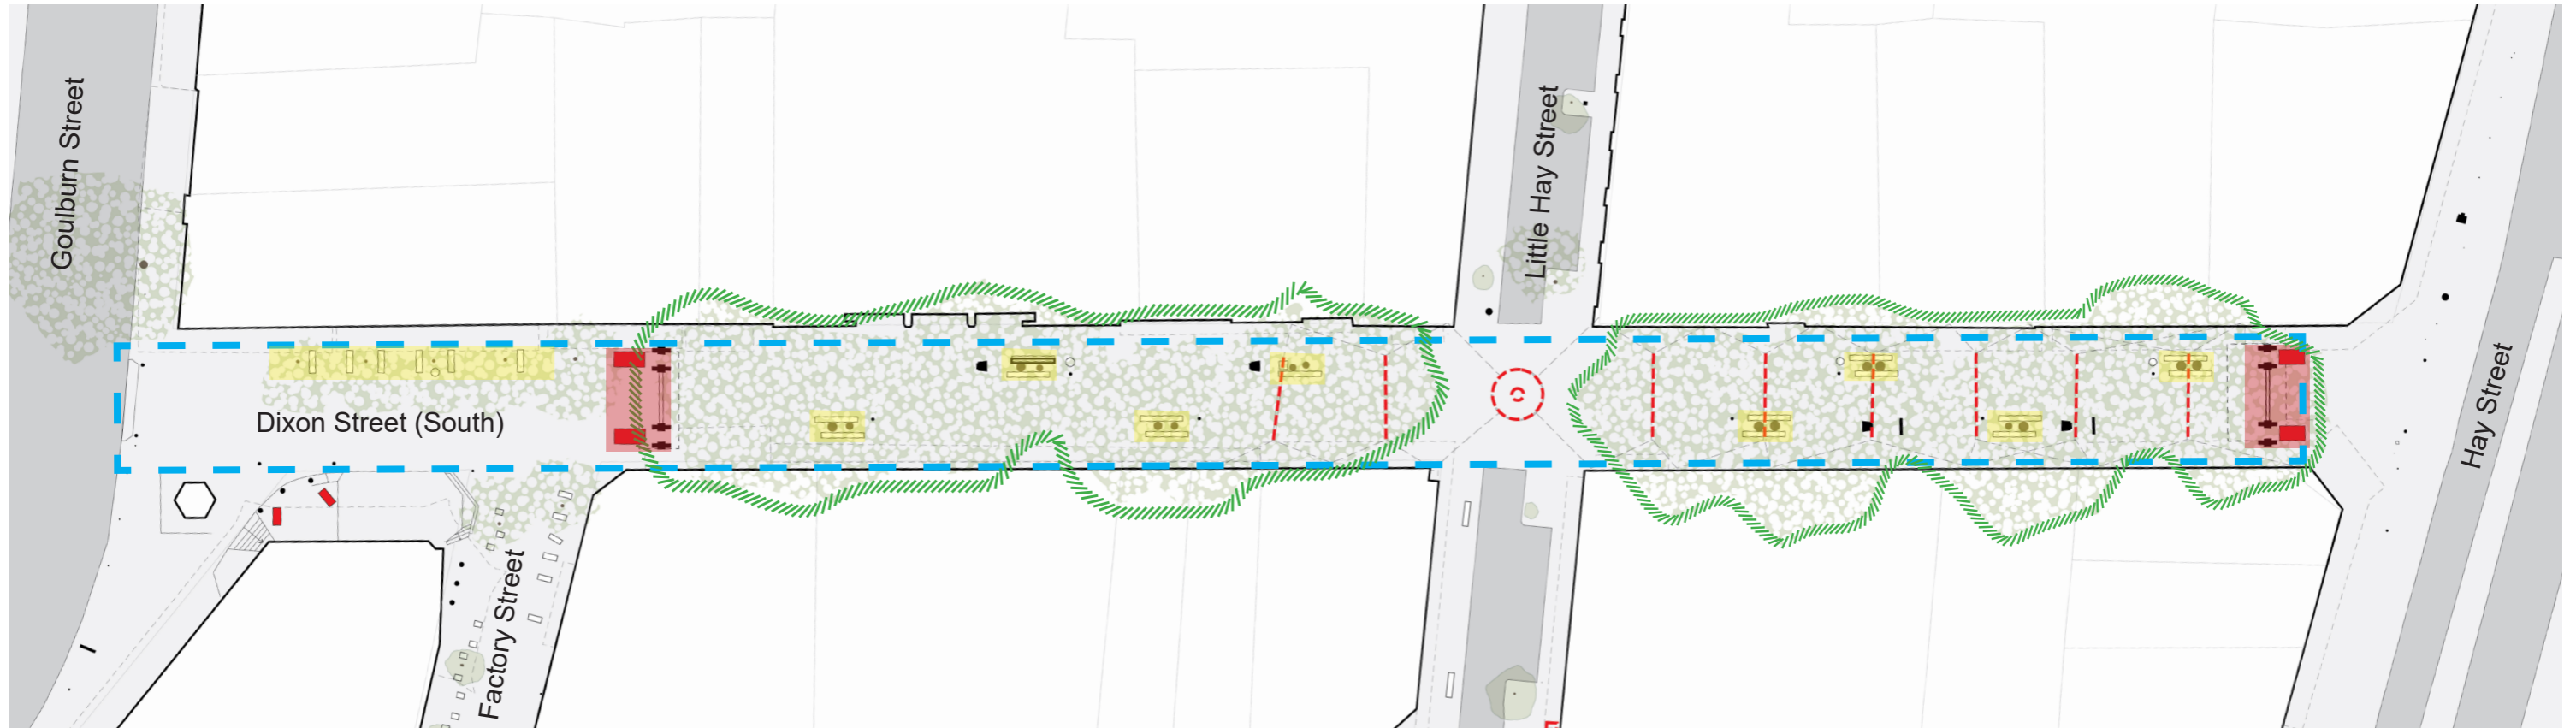 Goulburn Street
Little Hay Street
Dixon Street (South)
Hay Street
Factory Street